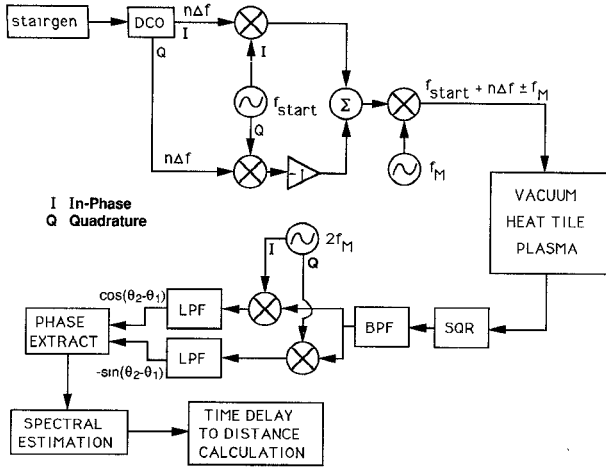 stairgen
DCO
nΔf
I
Q
I
f_start
Q
nΔf
-1
Σ
f_start + nΔf ± f_M
f_M
I In-Phase
Q Quadrature
VACUUM
HEAT TILE
PLASMA
2f_M
I
Q
cos(θ₂-θ₁)
LPF
PHASE
EXTRACT
LPF
BPF
SQR
-sin(θ₂-θ₁)
SPECTRAL
ESTIMATION
TIME DELAY
TO DISTANCE
CALCULATION